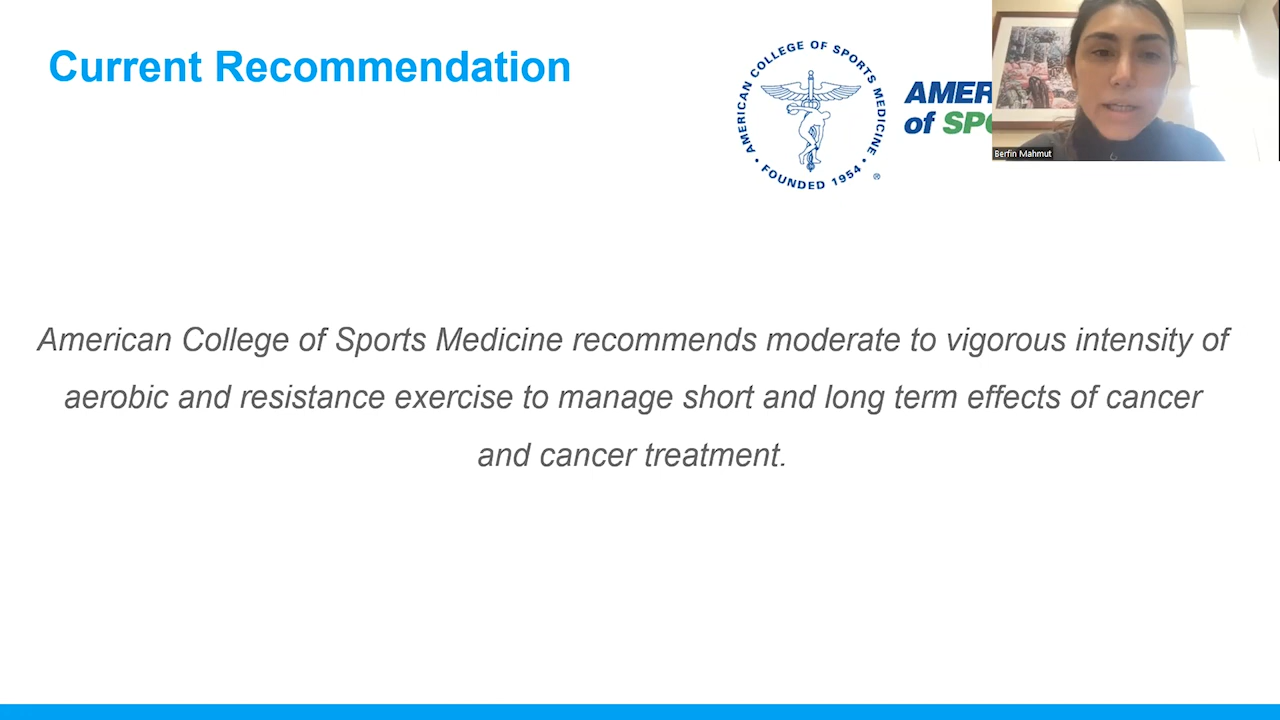 Current Recommendation
AMERICAN COLLEGE OF SPORTS MEDICINE
• FOUNDED 1954 •
®
AMER
of SPO
Berfin Mahmut
American College of Sports Medicine recommends moderate to vigorous intensity of
aerobic and resistance exercise to manage short and long term effects of cancer
and cancer treatment.